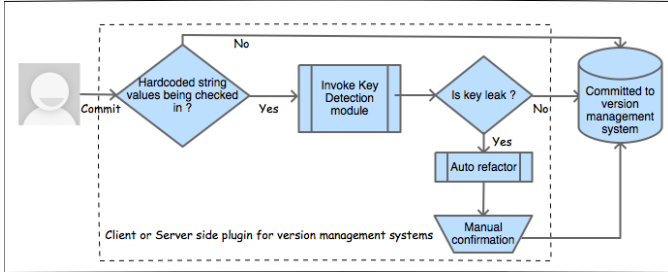 No
Hardcoded string
values being checked
in ?
Commit
Yes
Invoke Key
Detection
module
Is key leak ?
No
Yes
Committed to
version
management
system
Auto refactor
Manual
confirmation
Client or Server side plugin for version management systems